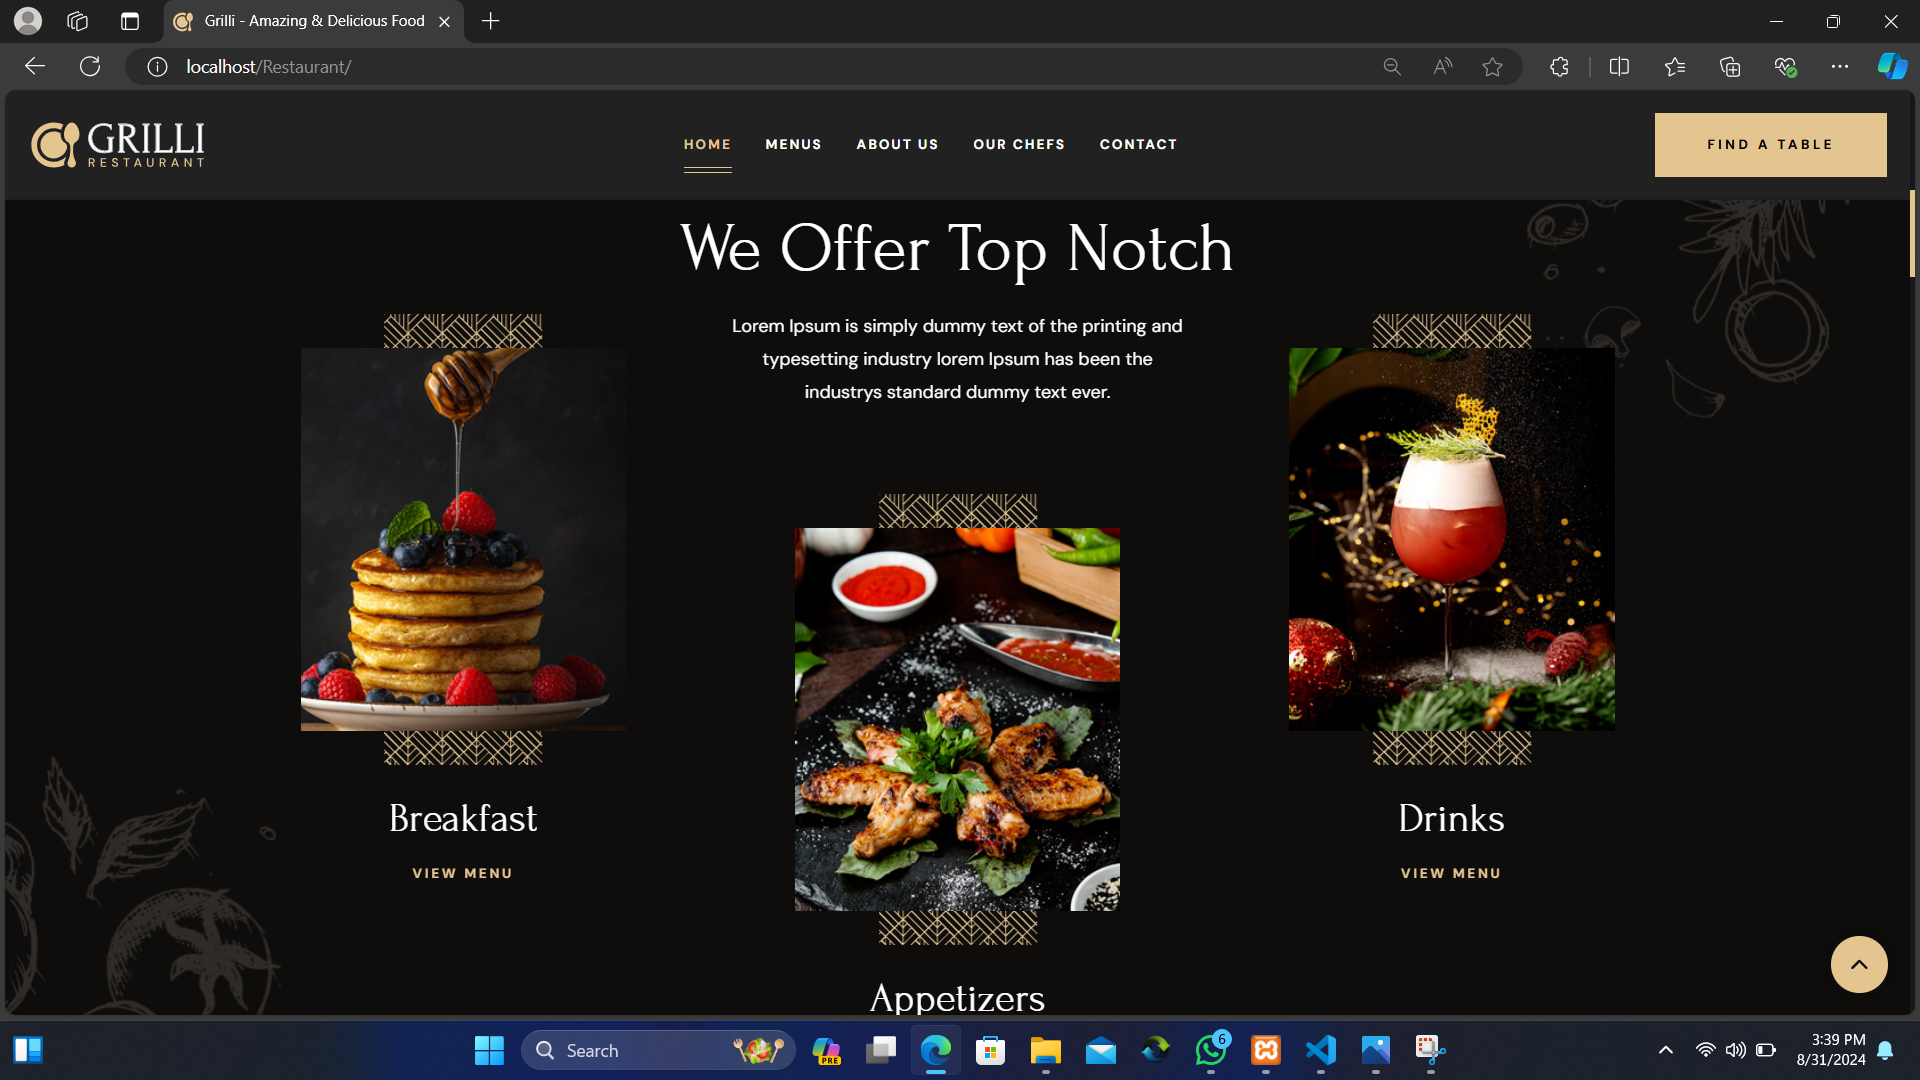 Grilli - Amazing & Delicious Food
localhost/Restaurant/
GRILLI
RESTAURANT
HOME
MENUS
ABOUT US
OUR CHEFS
CONTACT
FIND A TABLE
We Offer Top Notch
Lorem Ipsum is simply dummy text of the printing and
typesetting industry lorem Ipsum has been the
industrys standard dummy text ever.
Breakfast
VIEW MENU
Drinks
VIEW MENU
Appetizers
Search
PRE
6
3:39 PM
8/31/2024